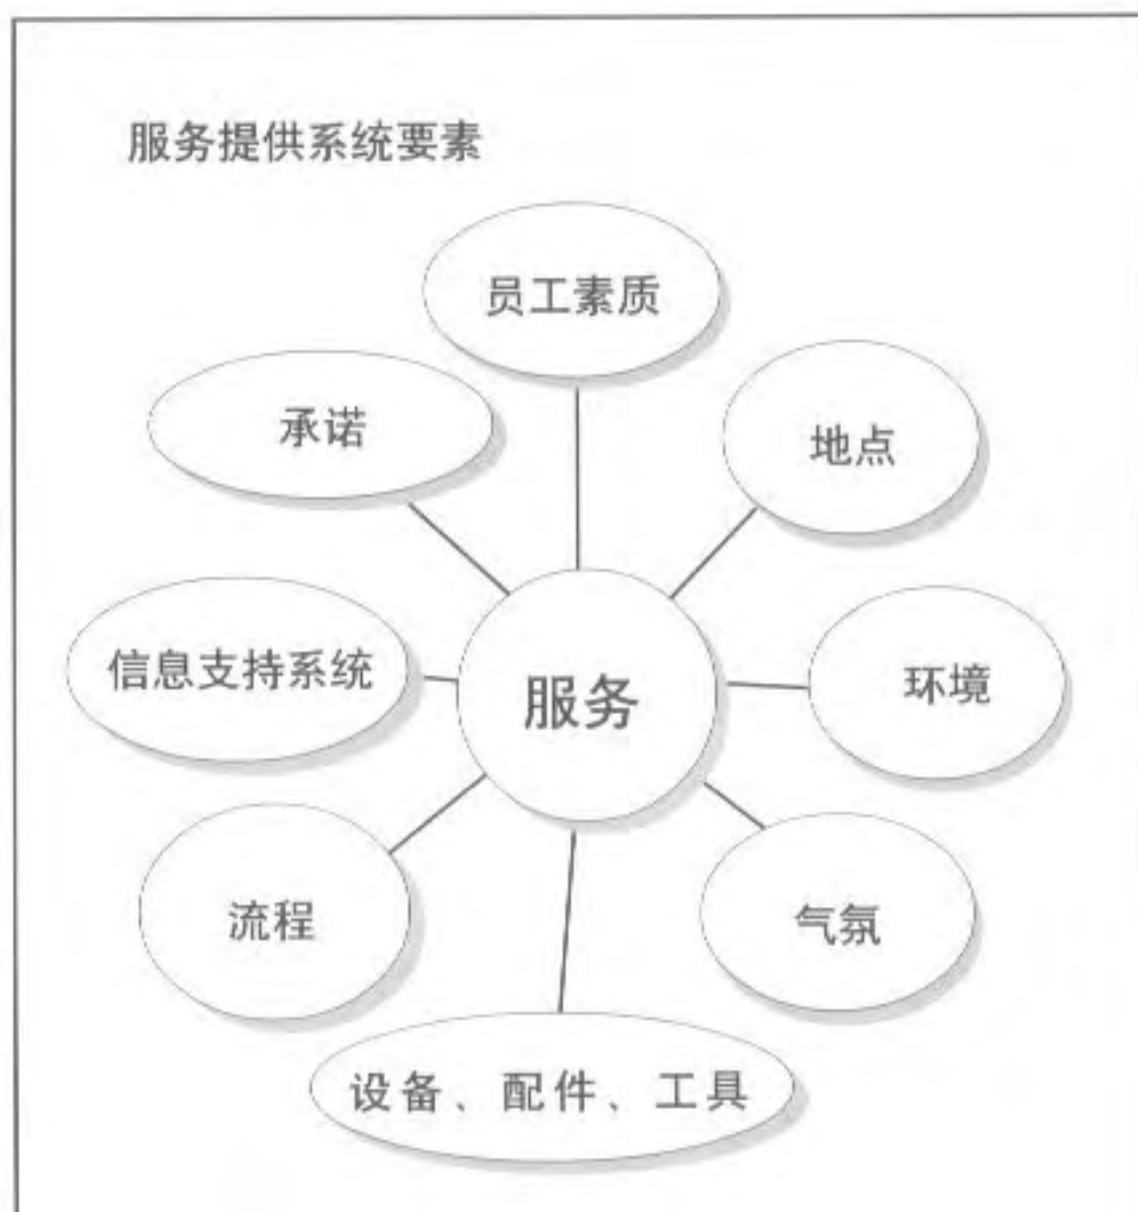 服务提供系统要素
员工素质
承诺
地点
信息支持系统
服务
环境
流程
气氛
设备、配件、工具